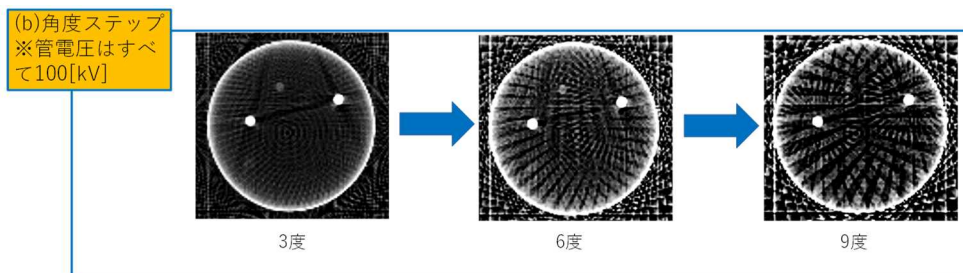 (b)角度ステップ
※管電圧はすべ
て100[kV]
3度
6度
9度